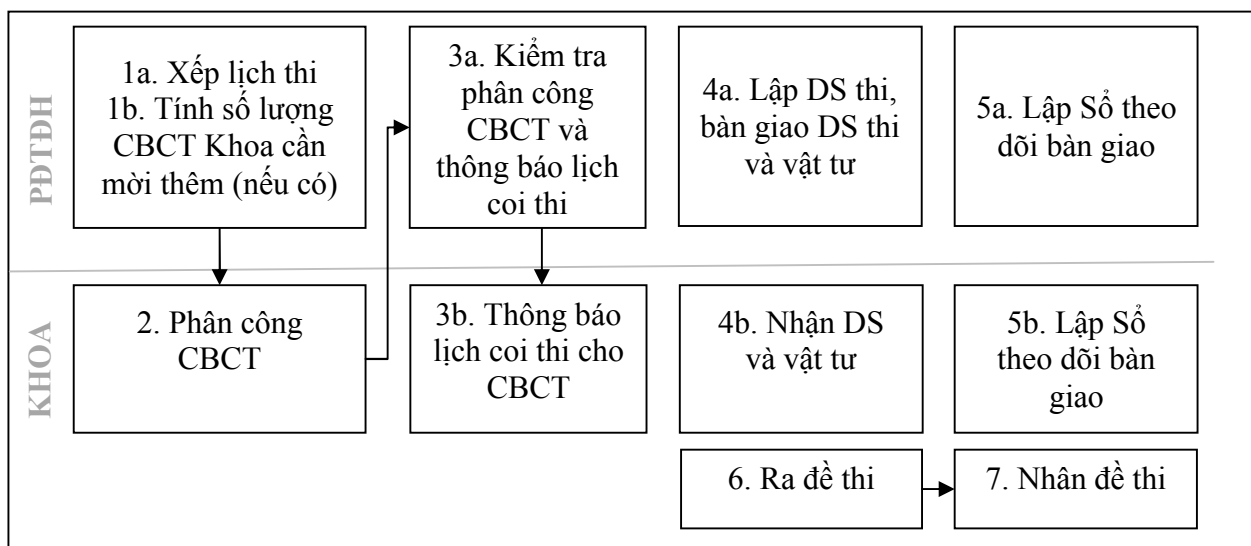 PĐTĐH
1a. Xếp lịch thi
1b. Tính số lượng
CBCT Khoa cần
mời thêm (nếu có)
3a. Kiểm tra
phân công
CBCT và
thông báo lịch
coi thi
4a. Lập DS thi,
bàn giao DS thi
và vật tư
5a. Lập Sổ theo
dõi bàn giao
KHOA
2. Phân công
CBCT
3b. Thông báo
lịch coi thi cho
CBCT
4b. Nhận DS
và vật tư
5b. Lập Sổ
theo dõi bàn
giao
6. Ra đề thi
7. Nhân đề thi